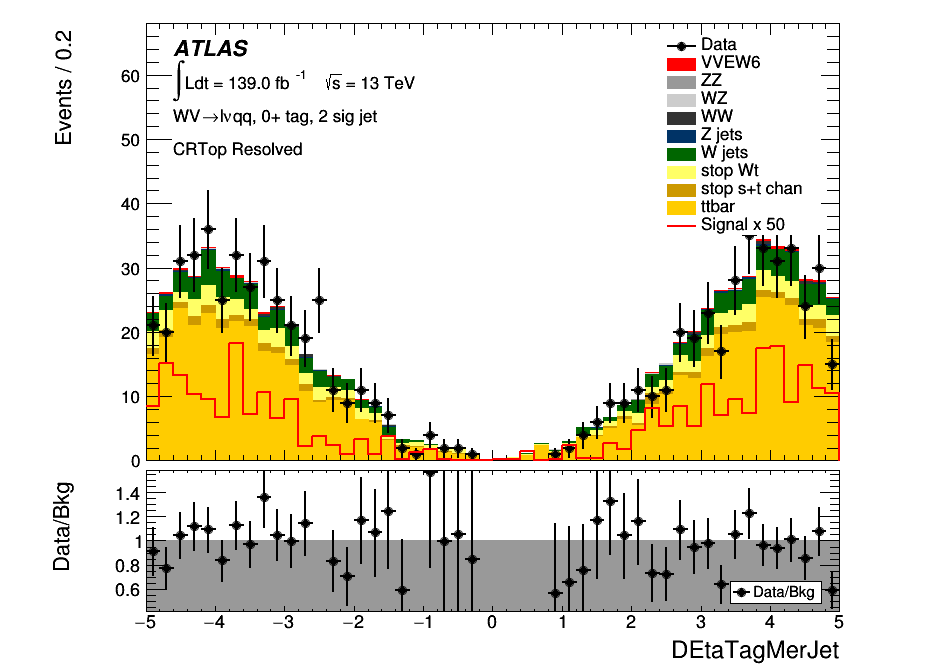 ATLAS
∫Ldt = 139.0 fb⁻¹ √s = 13 TeV
WV→lνqq, 0+ tag, 2 sig jet
CRTop Resolved
Data
VVEW6
ZZ
WZ
WW
Z jets
W jets
stop Wt
stop s+t chan
ttbar
Signal x 50
Events / 0.2
60
50
40
30
20
10
0
Data/Bkg
1.4
1.2
1
0.8
0.6
Data/Bkg
−5 −4 −3 −2 −1 0 1 2 3 4 5
DEtaTagMerJet